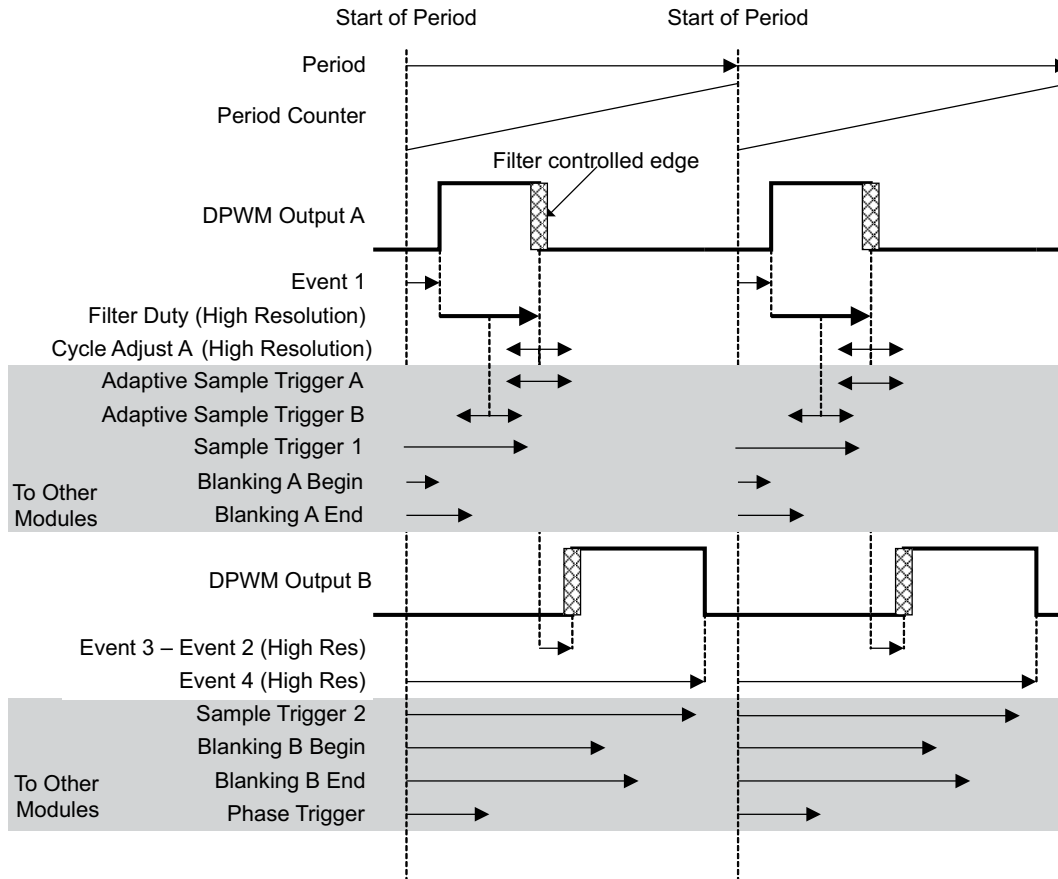 Start of Period
Start of Period
Period
Period Counter
Filter controlled edge
DPWM Output A
Event 1
Filter Duty (High Resolution)
Cycle Adjust A (High Resolution)
Adaptive Sample Trigger A
Adaptive Sample Trigger B
Sample Trigger 1
Blanking A Begin
To Other
Modules
Blanking A End
DPWM Output B
Event 3 – Event 2 (High Res)
Event 4 (High Res)
Sample Trigger 2
Blanking B Begin
To Other
Modules
Blanking B End
Phase Trigger